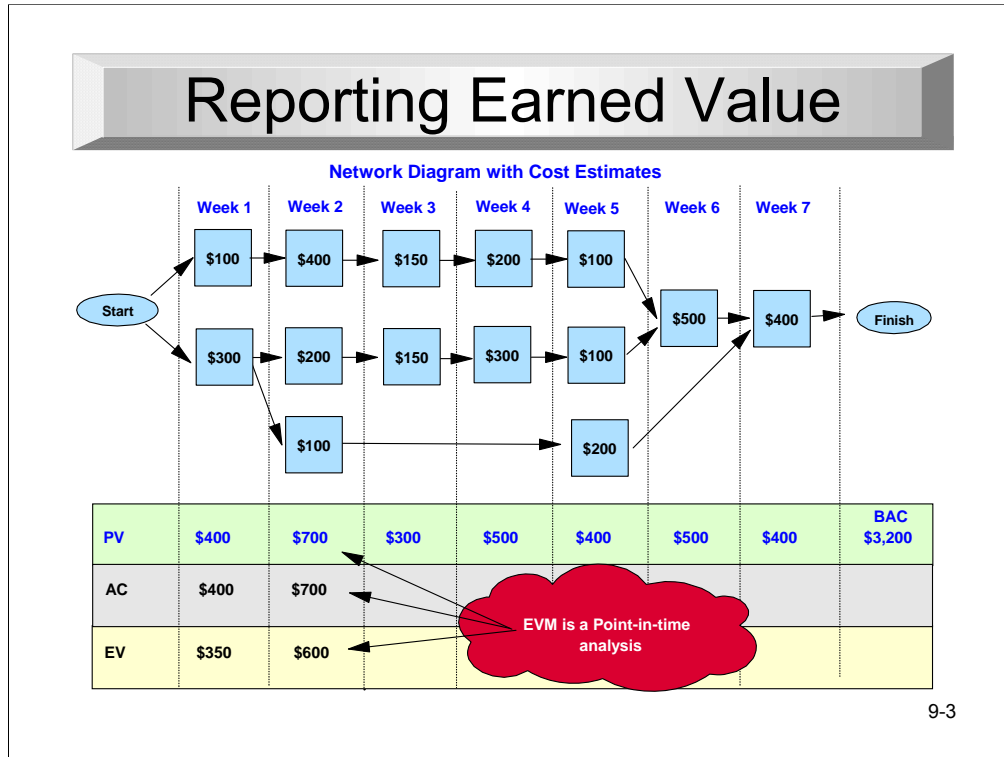 Reporting Earned Value
Network Diagram with Cost Estimates
Week 1 Week 2 Week 3 Week 4 Week 5 Week 6 Week 7
$100 $400 $150 $200 $100
Start $500 $400 Finish
$300 $200 $150 $300 $100
$100 $200
BAC
PV $400 $700 $300 $500 $400 $500 $400 $3,200
AC $400 $700
EVM is a Point-in-time
analysis
EV $350 $600
9-3